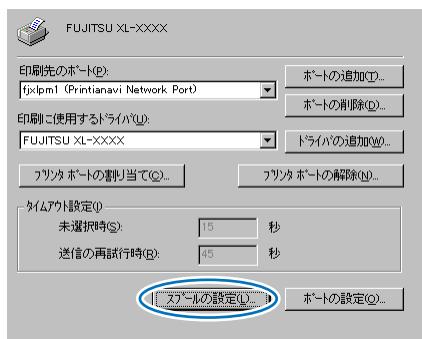 FUJITSU XL-XXXX
印刷先のポート(P):
fjxlpm1 (Printianavi Network Port)
ポートの追加(T)...
ポートの削除(D)...
印刷に使用するドライバ(U):
FUJITSU XL-XXXX
ドライバの追加(W)...
プリンタ ポートの割り当て(C)...
プリンタ ポートの解除(N)...
タイムアウト設定(I)
未選択時(S): 15 秒
送信の再試行時(R): 45 秒
スプールの設定(L)...
ポートの設定(O)...